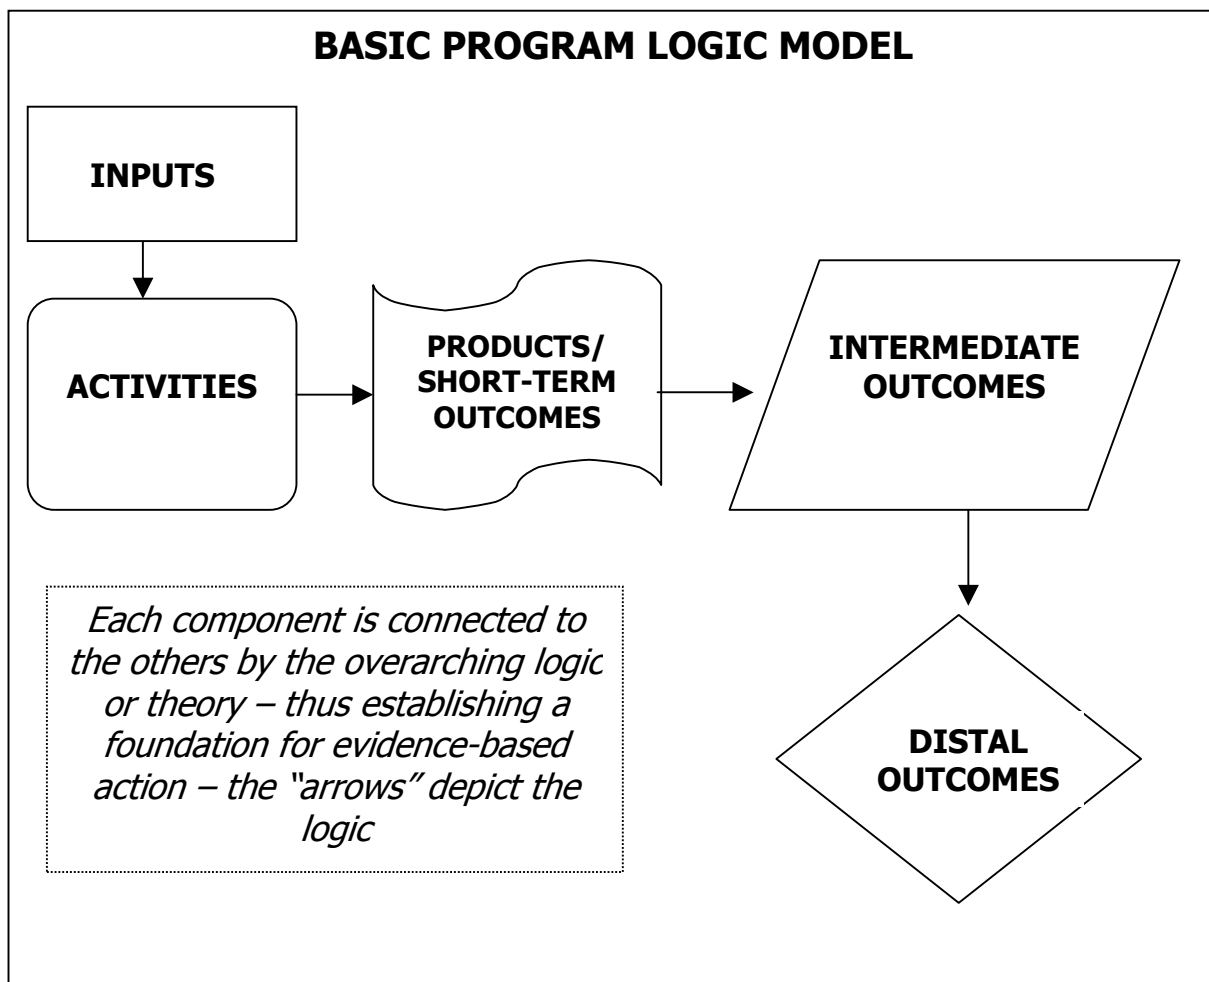 BASIC PROGRAM LOGIC MODEL
INPUTS
ACTIVITIES
PRODUCTS/
SHORT-TERM
OUTCOMES
INTERMEDIATE
OUTCOMES
Each component is connected to
the others by the overarching logic
or theory – thus establishing a
foundation for evidence-based
action – the “arrows” depict the
logic
DISTAL
OUTCOMES